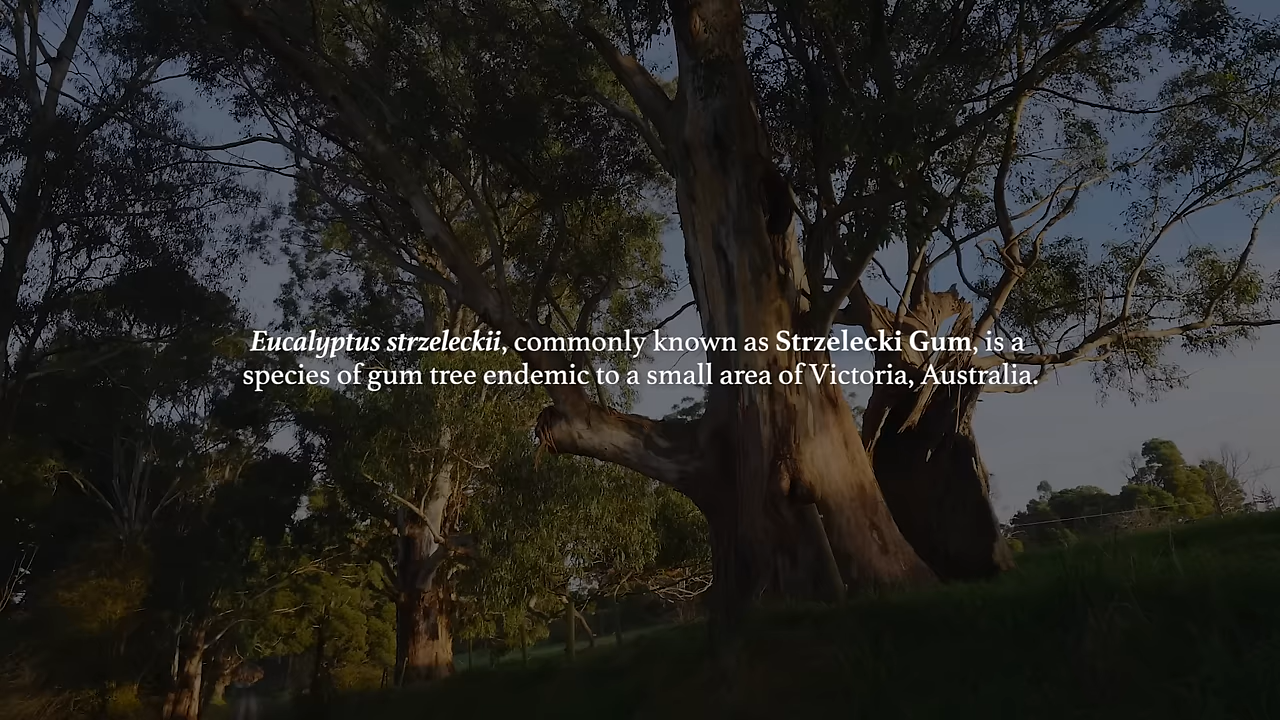 Eucalyptus strzeleckii, commonly known as Strzelecki Gum, is a
species of gum tree endemic to a small area of Victoria, Australia.